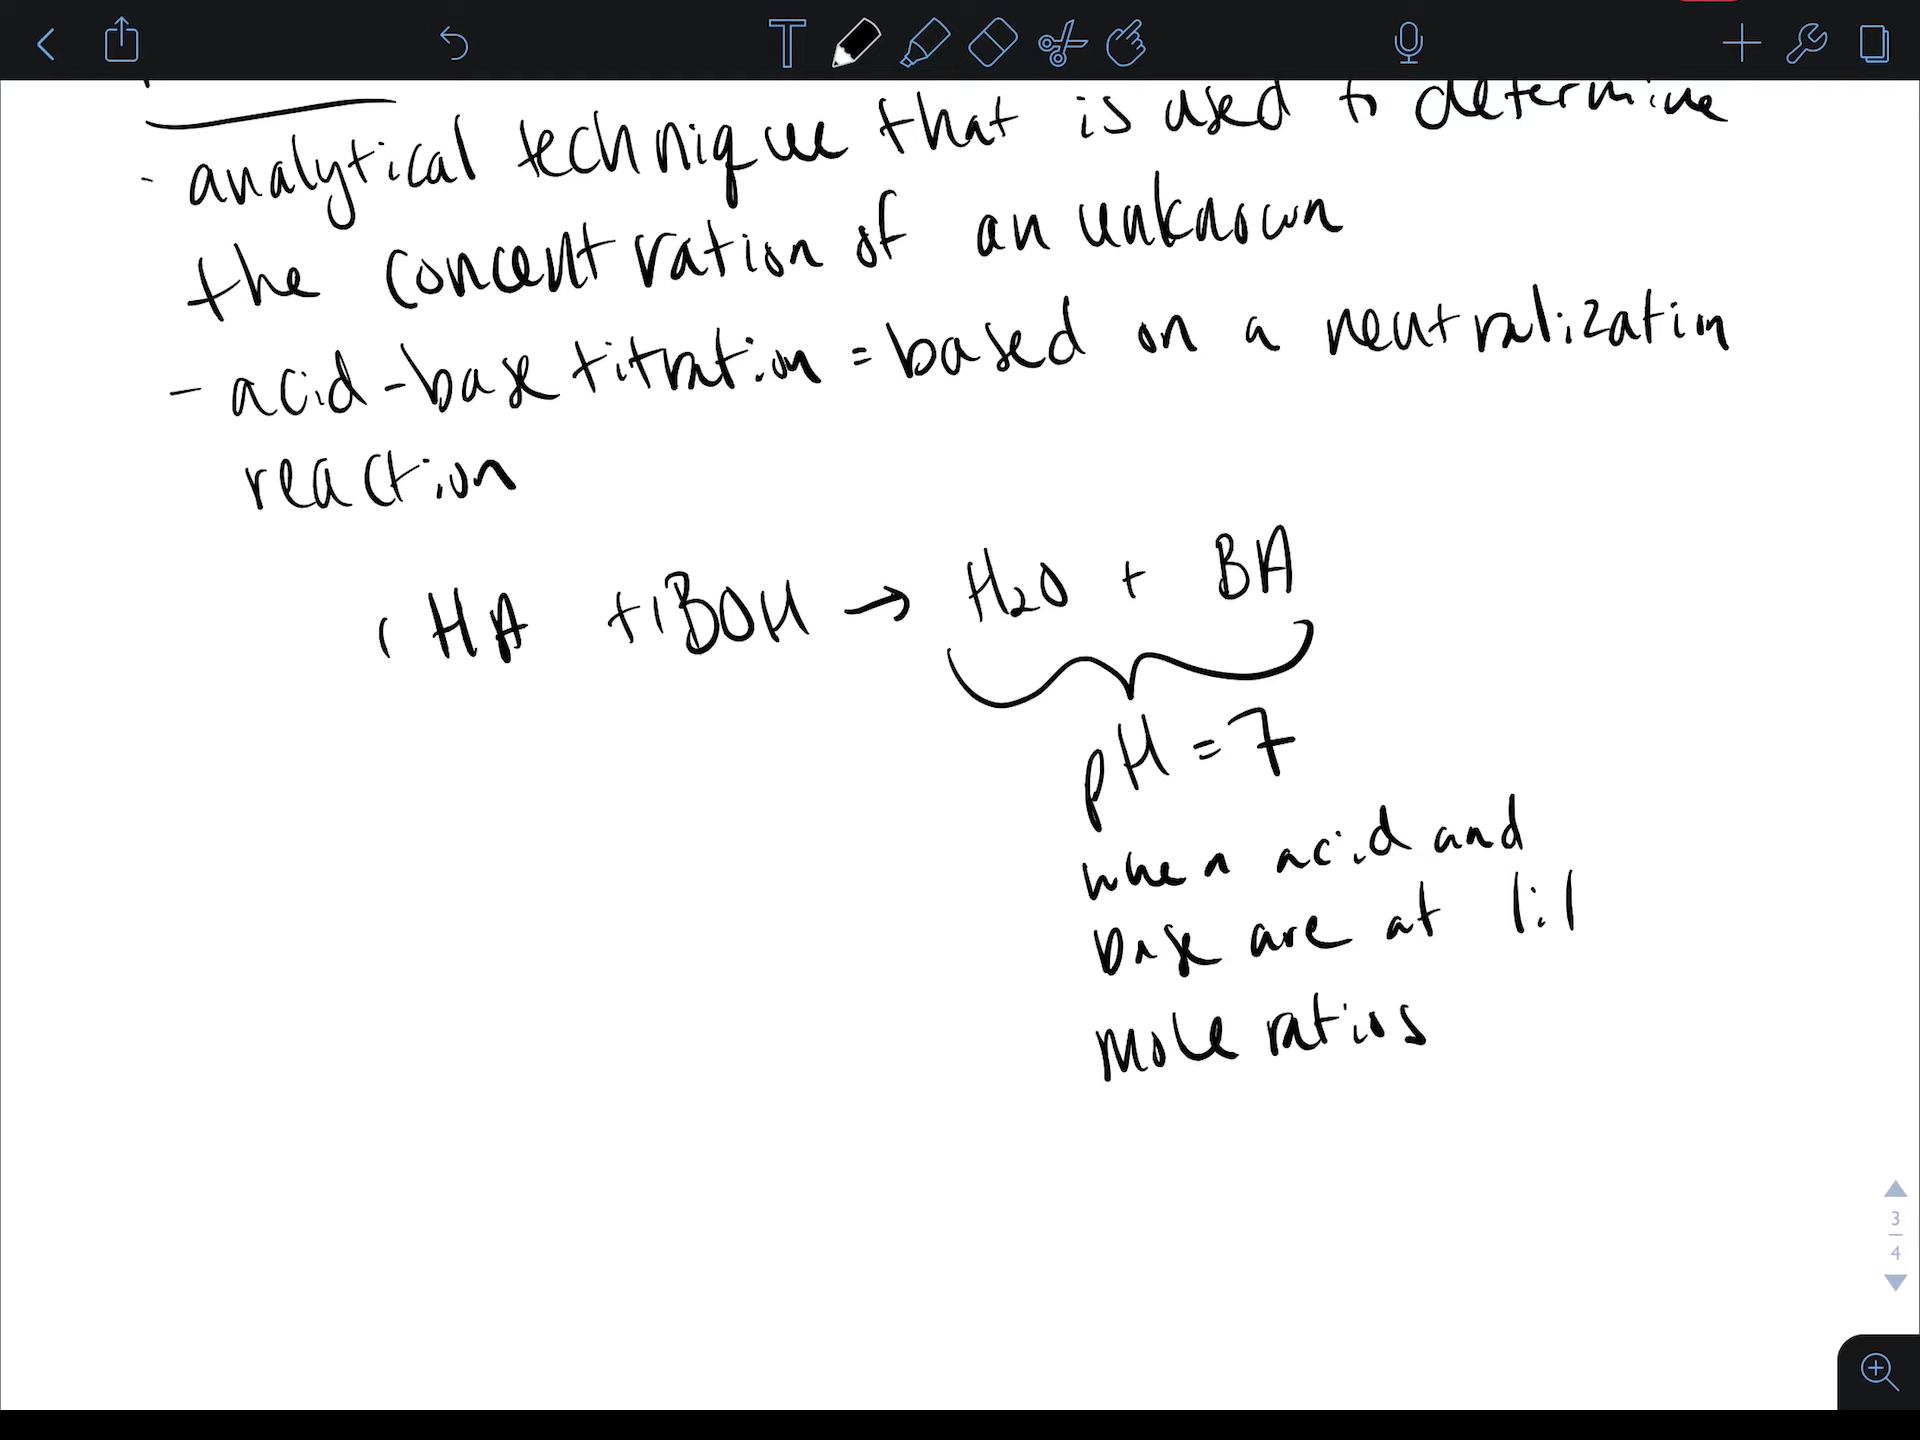 · analytical technique that is used to determine
the concentration of an unknown
- acid-base titration = based on a neutralization
reaction
1 HA + 1 BOH → H₂O + BA
pH = 7
when acid and
base are at 1:1
mole ratios
3
4